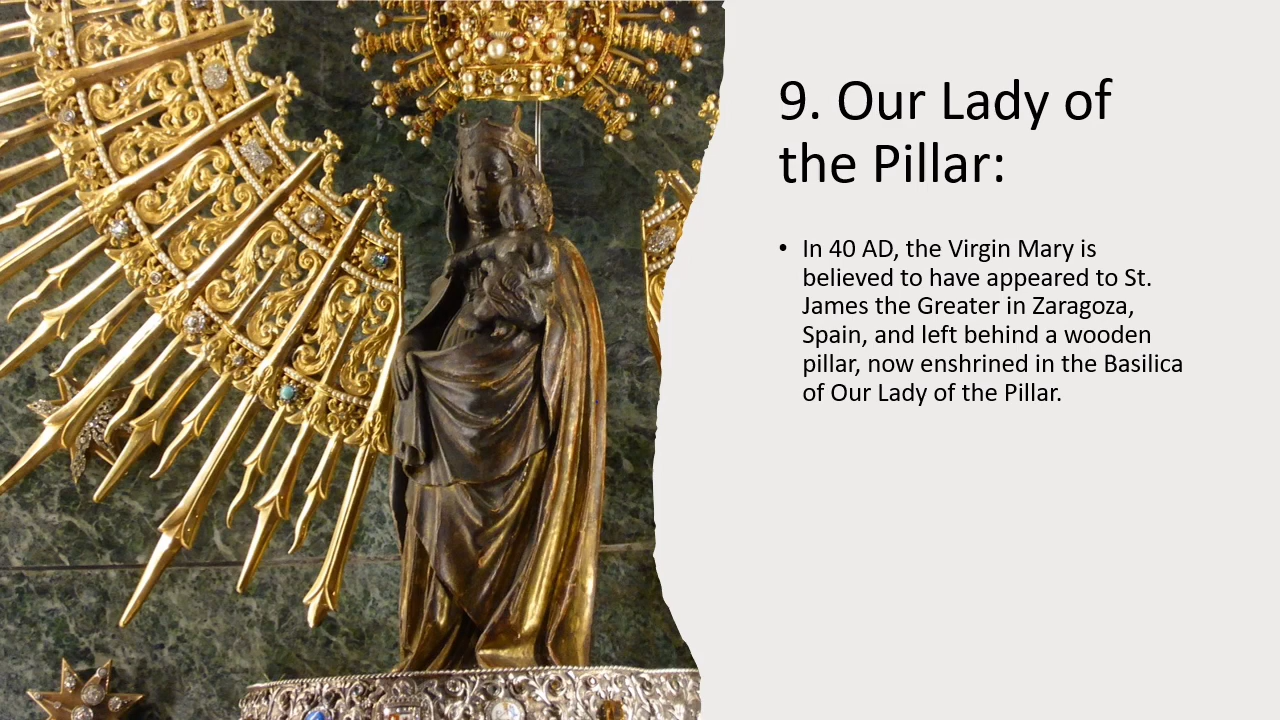 9. Our Lady of
the Pillar:
• In 40 AD, the Virgin Mary is
believed to have appeared to St.
James the Greater in Zaragoza,
Spain, and left behind a wooden
pillar, now enshrined in the Basilica
of Our Lady of the Pillar.